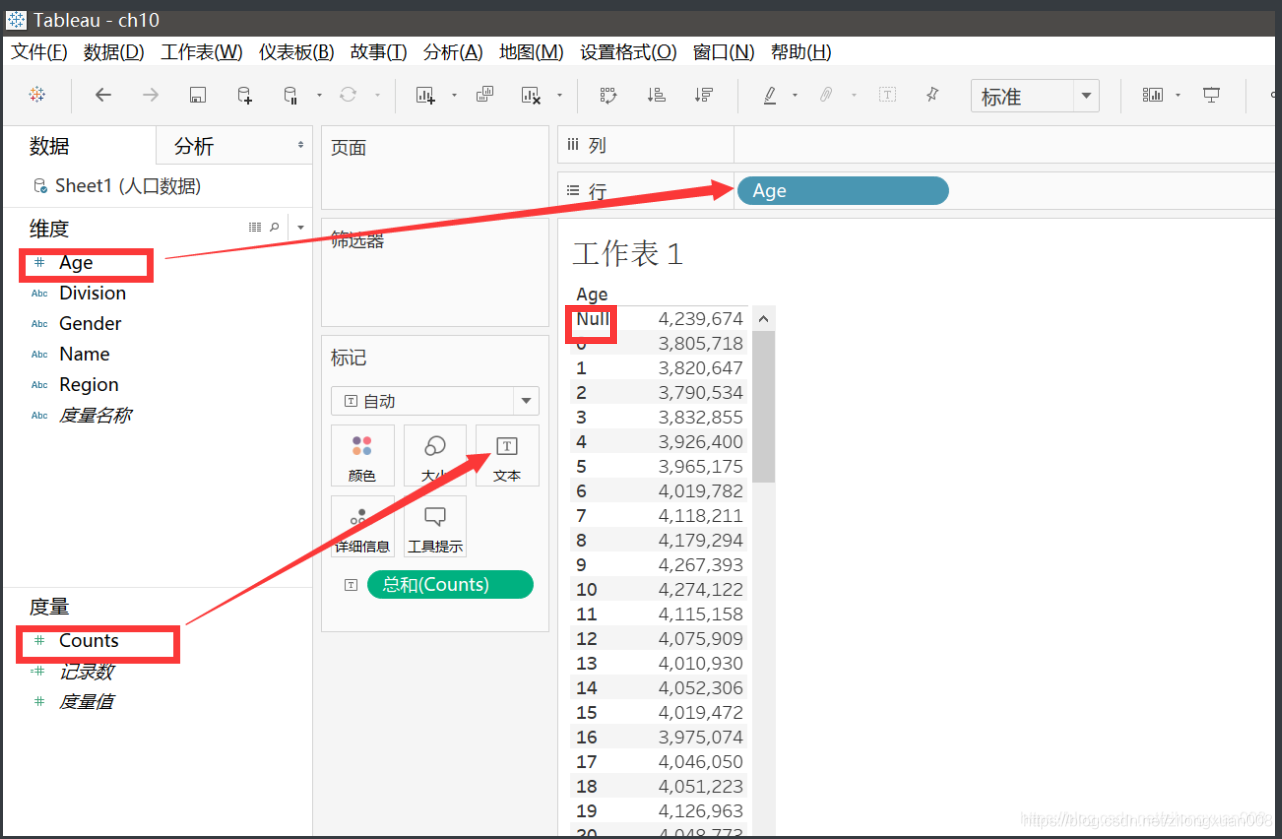 Tableau - ch10
文件(F) 数据(D) 工作表(W) 仪表板(B) 故事(T) 分析(A) 地图(M) 设置格式(O) 窗口(N) 帮助(H)
标准
数据 分析
Sheet1 (人口数据)
维度
# Age
Abc Division
Abc Gender
Abc Name
Abc Region
Abc 度量名称
度量
# Counts
=# 记录数
# 度量值
页面
筛选器
标记
自动
颜色 大小 文本
详细信息 工具提示
总和(Counts)
列
行 Age
工作表 1
Age
Null 4,239,674
0 3,805,718
1 3,820,647
2 3,790,534
3 3,832,855
4 3,926,400
5 3,965,175
6 4,019,782
7 4,118,211
8 4,179,294
9 4,267,393
10 4,274,122
11 4,115,158
12 4,075,909
13 4,010,930
14 4,052,306
15 4,019,472
16 3,975,074
17 4,046,050
18 4,051,223
19 4,126,963
20 4,048,773